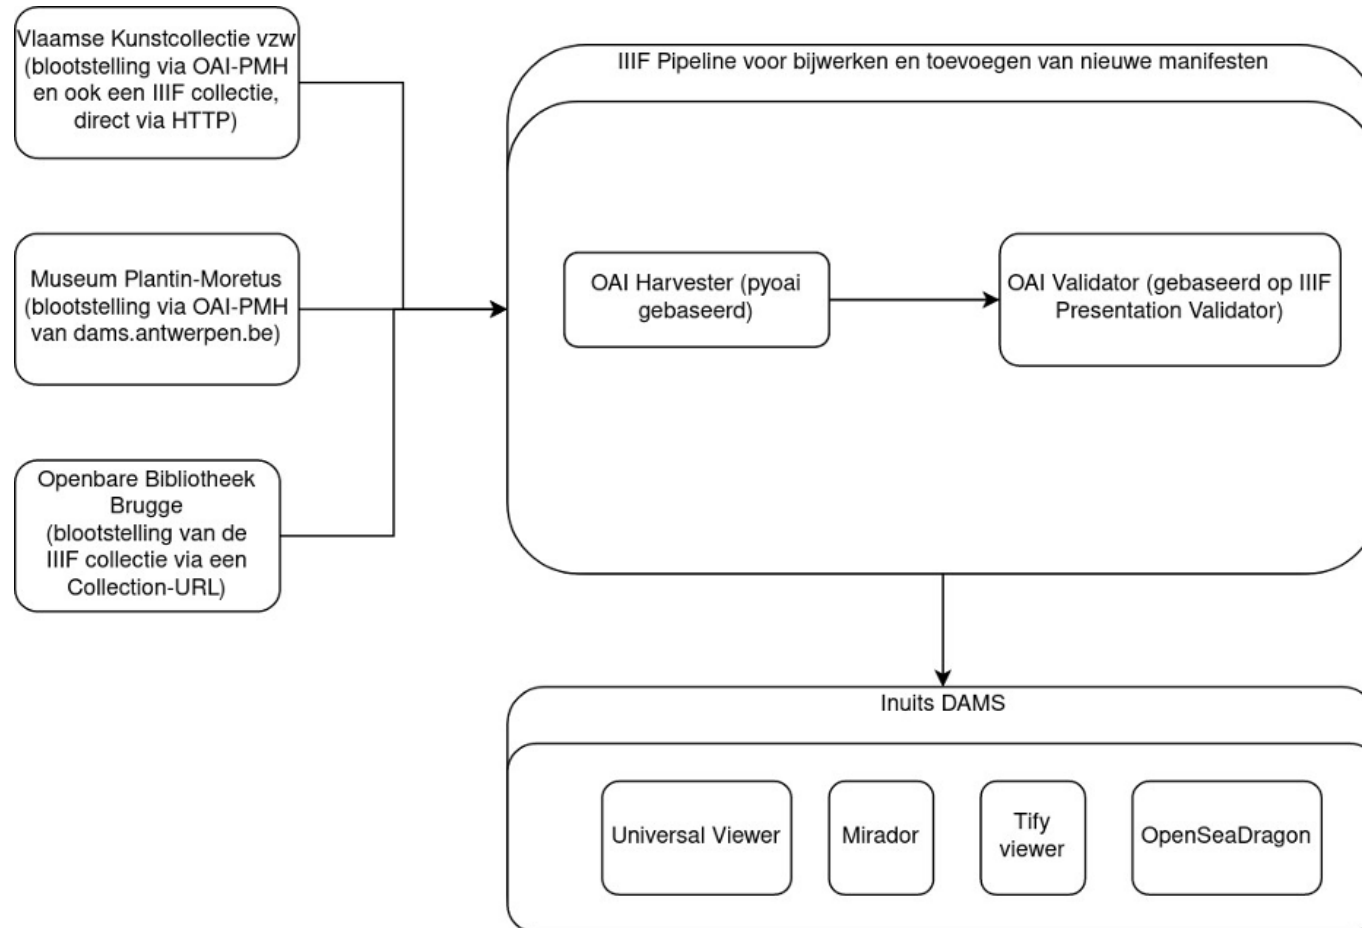 Vlaamse Kunstcollectie vzw
(blootstelling via OAI-PMH
en ook een IIIF collectie,
direct via HTTP)
IIIF Pipeline voor bijwerken en toevoegen van nieuwe manifesten
Museum Plantin-Moretus
(blootstelling via OAI-PMH
van dams.antwerpen.be)
OAI Harvester (pyoai
gebaseerd)
OAI Validator (gebaseerd op IIIF
Presentation Validator)
Openbare Bibliotheek
Brugge
(blootstelling van de
IIIF collectie via een
Collection-URL)
Inuits DAMS
Universal Viewer
Mirador
Tify
viewer
OpenSeaDragon